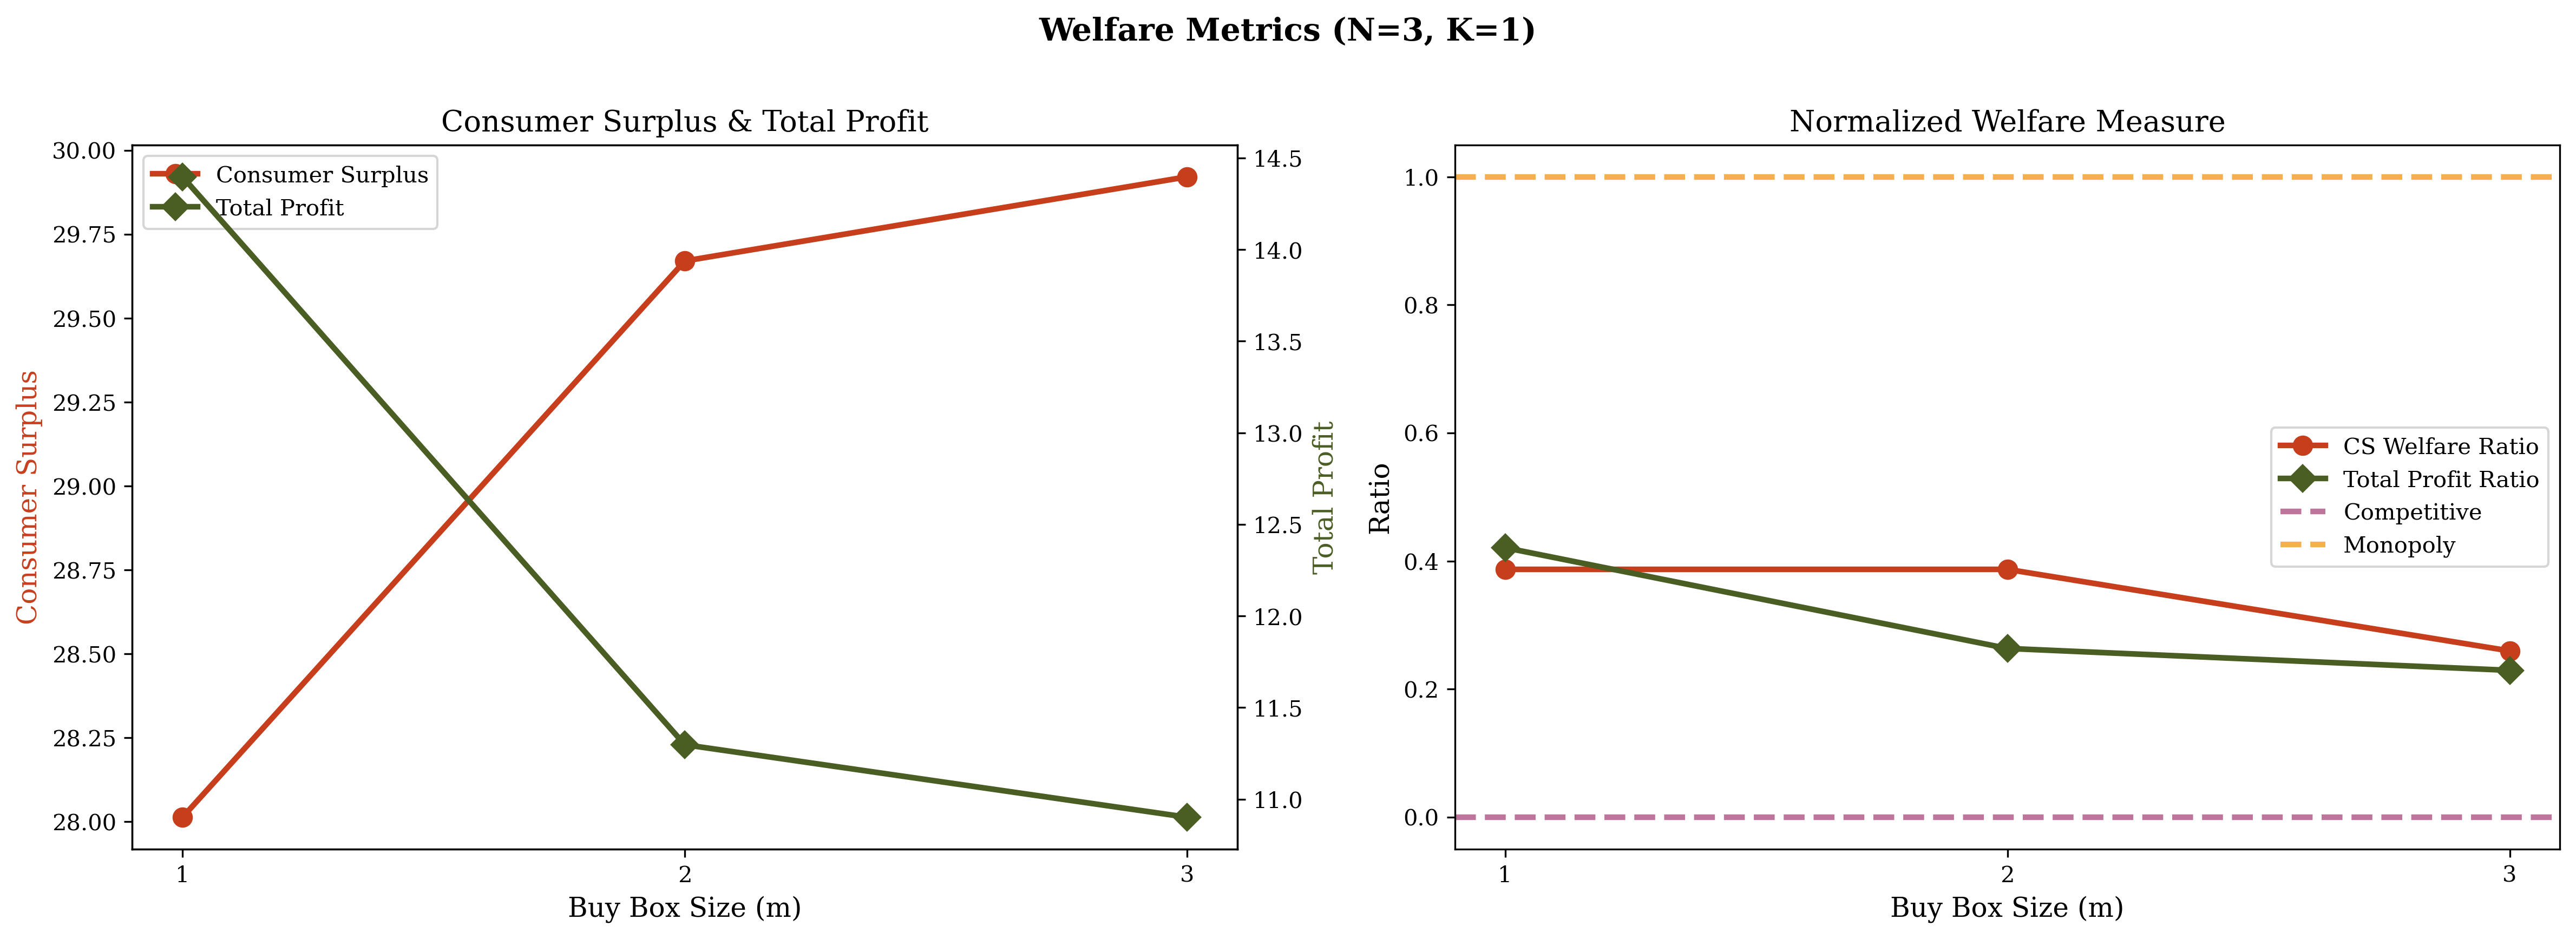 Welfare Metrics (N=3, K=1)
Consumer Surplus & Total Profit
Consumer Surplus
30.00
29.75
29.50
29.25
29.00
28.75
28.50
28.25
28.00
Consumer Surplus
Total Profit
14.5
14.0
13.5
13.0
12.5
12.0
11.5
11.0
Total Profit
1 2 3
Buy Box Size (m)
Normalized Welfare Measure
Ratio
1.0
0.8
0.6
0.4
0.2
0.0
CS Welfare Ratio
Total Profit Ratio
Competitive
Monopoly
1 2 3
Buy Box Size (m)